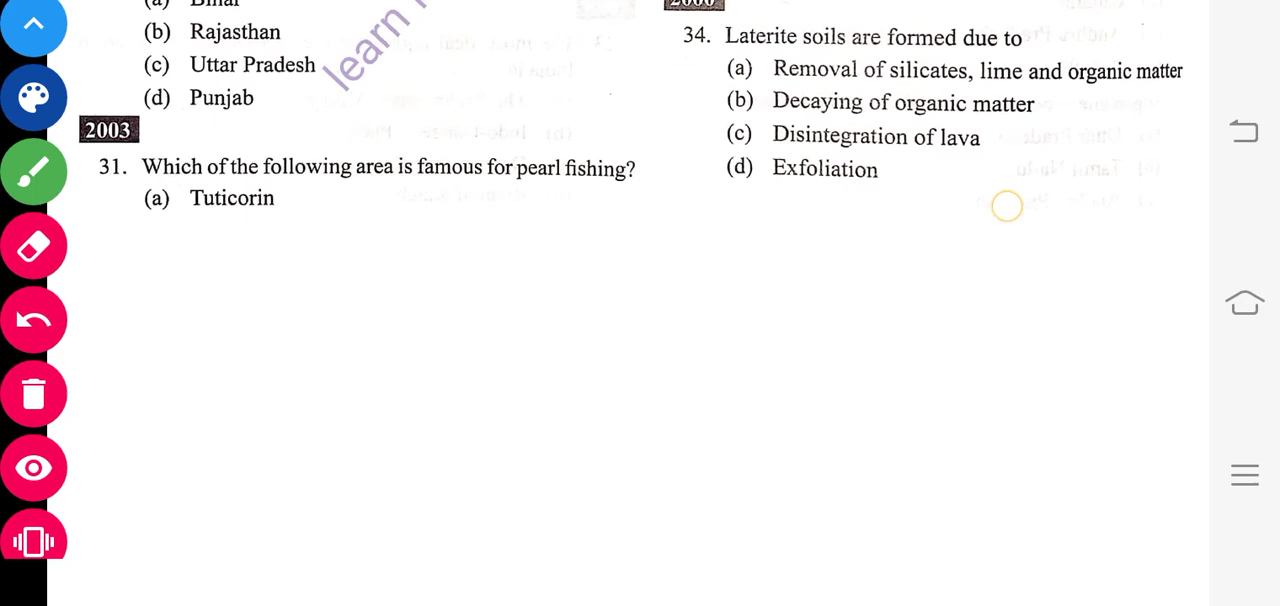 (b) Rajasthan
(c) Uttar Pradesh
(d) Punjab
2003
31. Which of the following area is famous for pearl fishing?
(a) Tuticorin
learn
34. Laterite soils are formed due to
(a) Removal of silicates, lime and organic matter
(b) Decaying of organic matter
(c) Disintegration of lava
(d) Exfoliation